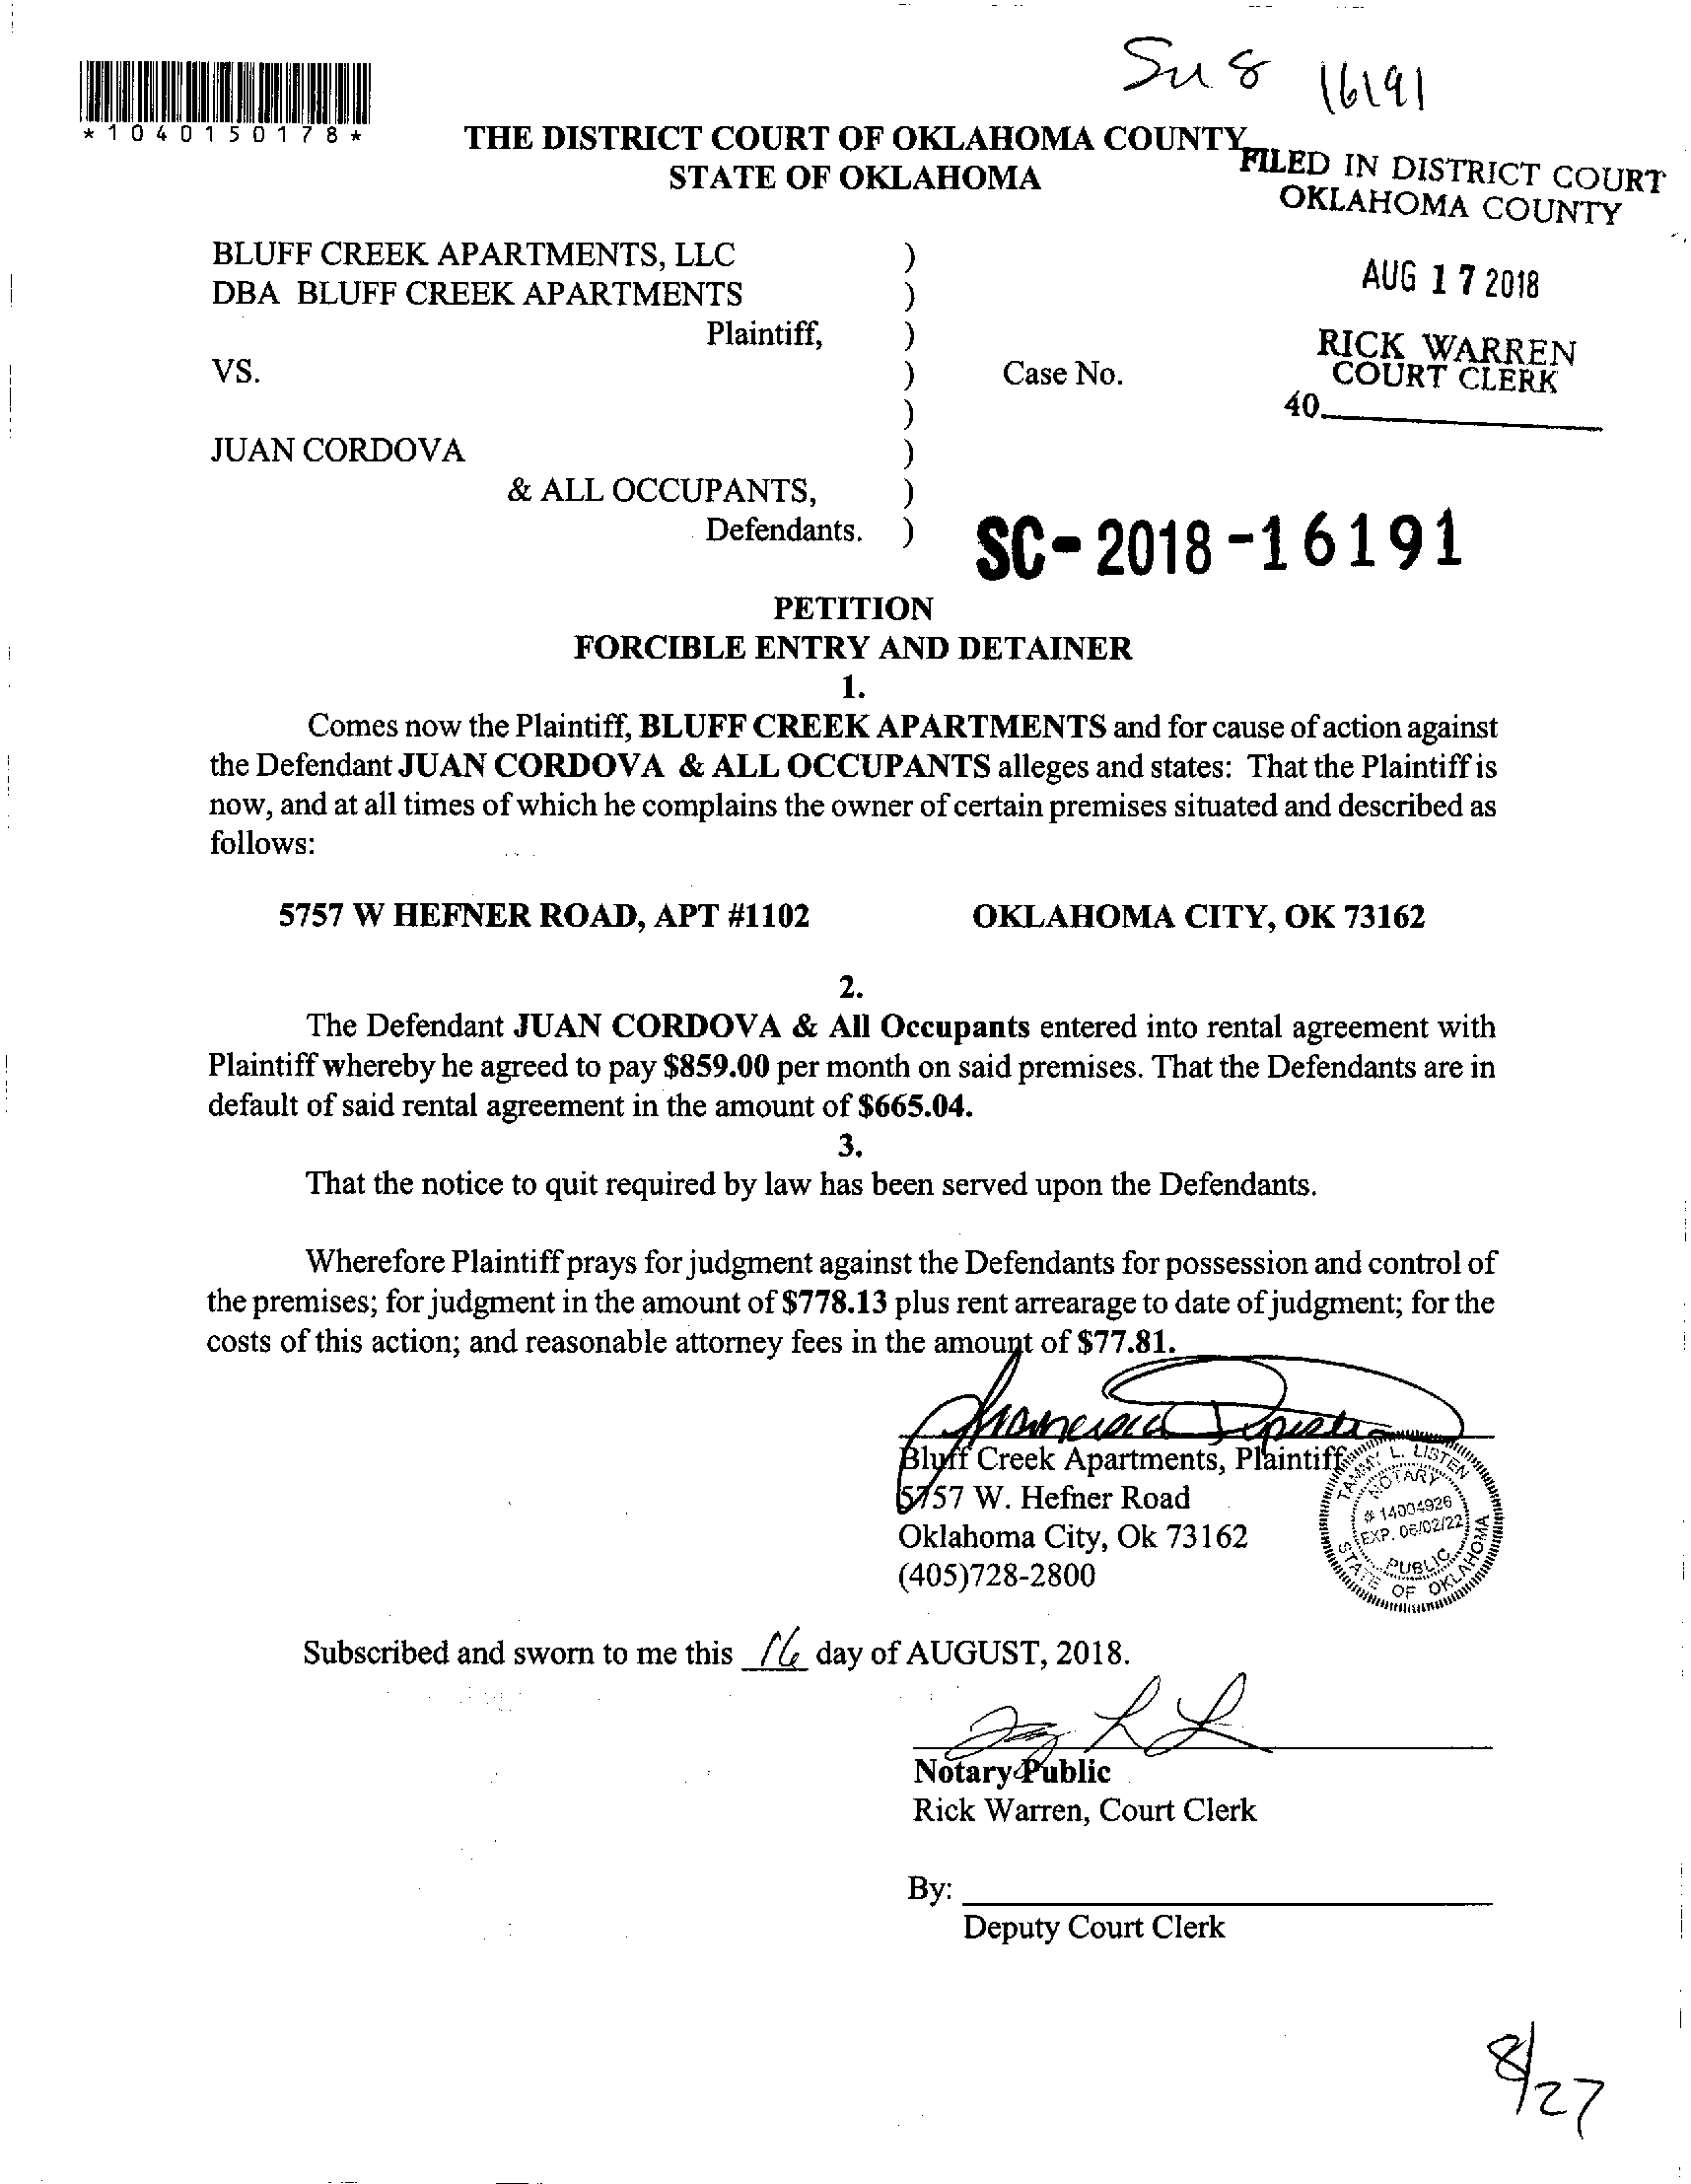 Su 8 16191
*1040150178*
THE DISTRICT COURT OF OKLAHOMA COUNTY
STATE OF OKLAHOMA
FILED IN DISTRICT COURT
OKLAHOMA COUNTY
AUG 17 2018
RICK WARREN
COURT CLERK
40
BLUFF CREEK APARTMENTS, LLC )
DBA BLUFF CREEK APARTMENTS )
Plaintiff, )
VS. ) Case No.
)
JUAN CORDOVA )
& ALL OCCUPANTS, )
Defendants. )
SC-2018-16191
PETITION
FORCIBLE ENTRY AND DETAINER
1.
Comes now the Plaintiff, BLUFF CREEK APARTMENTS and for cause of action against
the Defendant JUAN CORDOVA & ALL OCCUPANTS alleges and states: That the Plaintiff is
now, and at all times of which he complains the owner of certain premises situated and described as
follows:
5757 W HEFNER ROAD, APT #1102 OKLAHOMA CITY, OK 73162
2.
The Defendant JUAN CORDOVA & All Occupants entered into rental agreement with
Plaintiff whereby he agreed to pay $859.00 per month on said premises. That the Defendants are in
default of said rental agreement in the amount of $665.04.
3.
That the notice to quit required by law has been served upon the Defendants.
Wherefore Plaintiff prays for judgment against the Defendants for possession and control of
the premises; for judgment in the amount of $778.13 plus rent arrearage to date of judgment; for the
costs of this action; and reasonable attorney fees in the amount of $77.81.
Bluff Creek Apartments, Plaintiff
5757 W. Hefner Road
Oklahoma City, Ok 73162
(405)728-2800
TAMMY L. LISTEN
NOTARY
# 14004926
EXP. 06/02/22
PUBLIC
STATE OF OKLAHOMA
Subscribed and sworn to me this 16 day of AUGUST, 2018.
Notary Public
Rick Warren, Court Clerk
By:
Deputy Court Clerk
8/27